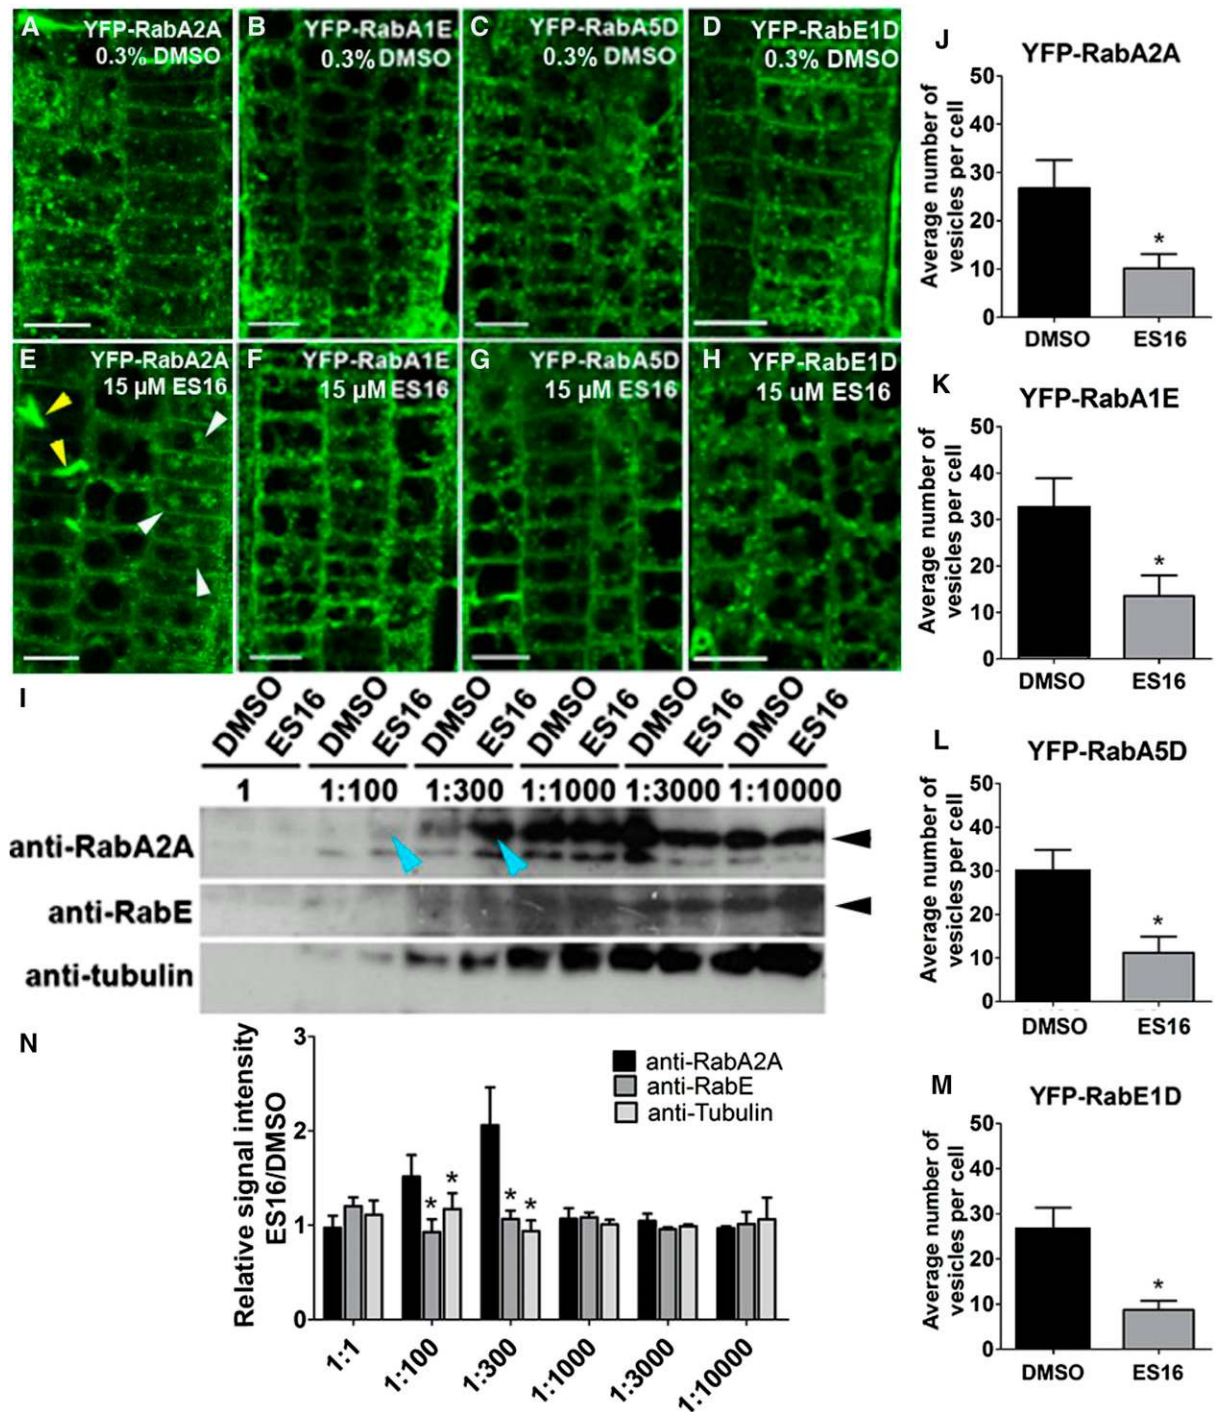 A
YFP-RabA2A
0.3% DMSO
B
YFP-RabA1E
0.3% DMSO
C
YFP-RabA5D
0.3% DMSO
D
YFP-RabE1D
0.3% DMSO
E
YFP-RabA2A
15 µM ES16
F
YFP-RabA1E
15 µM ES16
G
YFP-RabA5D
15 µM ES16
H
YFP-RabE1D
15 uM ES16
I
DMSO ES16 DMSO ES16 DMSO ES16 DMSO ES16 DMSO ES16 DMSO ES16
1 1:100 1:300 1:1000 1:3000 1:10000
anti-RabA2A
anti-RabE
anti-tubulin
J
YFP-RabA2A
Average number of
vesicles per cell
50
40
30
20
10
0
*
DMSO ES16
K
YFP-RabA1E
Average number of
vesicles per cell
50
40
30
20
10
0
*
DMSO ES16
L
YFP-RabA5D
Average number of
vesicles per cell
50
40
30
20
10
0
*
DMSO ES16
M
YFP-RabE1D
Average number of
vesicles per cell
50
40
30
20
10
0
*
DMSO ES16
N
Relative signal intensity
ES16/DMSO
3
2
1
0
anti-RabA2A
anti-RabE
anti-Tubulin
* * * *
1:1 1:100 1:300 1:1000 1:3000 1:10000